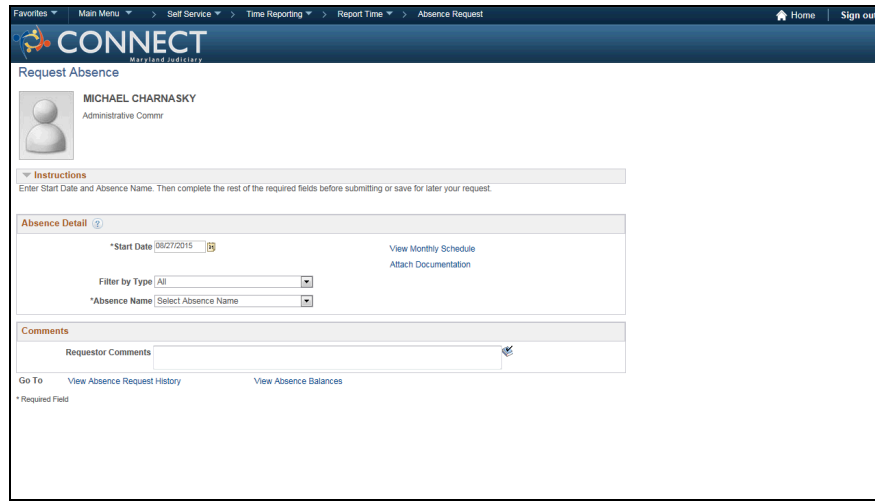 Favorites Main Menu > Self Service > Time Reporting > Report Time > Absence Request Home Sign out
CONNECT
Maryland Judiciary
Request Absence
MICHAEL CHARNASKY
Administrative Commr
Instructions
Enter Start Date and Absence Name. Then complete the rest of the required fields before submitting or save for later your request.
Absence Detail ?
*Start Date 08/27/2015 View Monthly Schedule
Attach Documentation
Filter by Type All
*Absence Name Select Absence Name
Comments
Requestor Comments
Go To View Absence Request History View Absence Balances
* Required Field